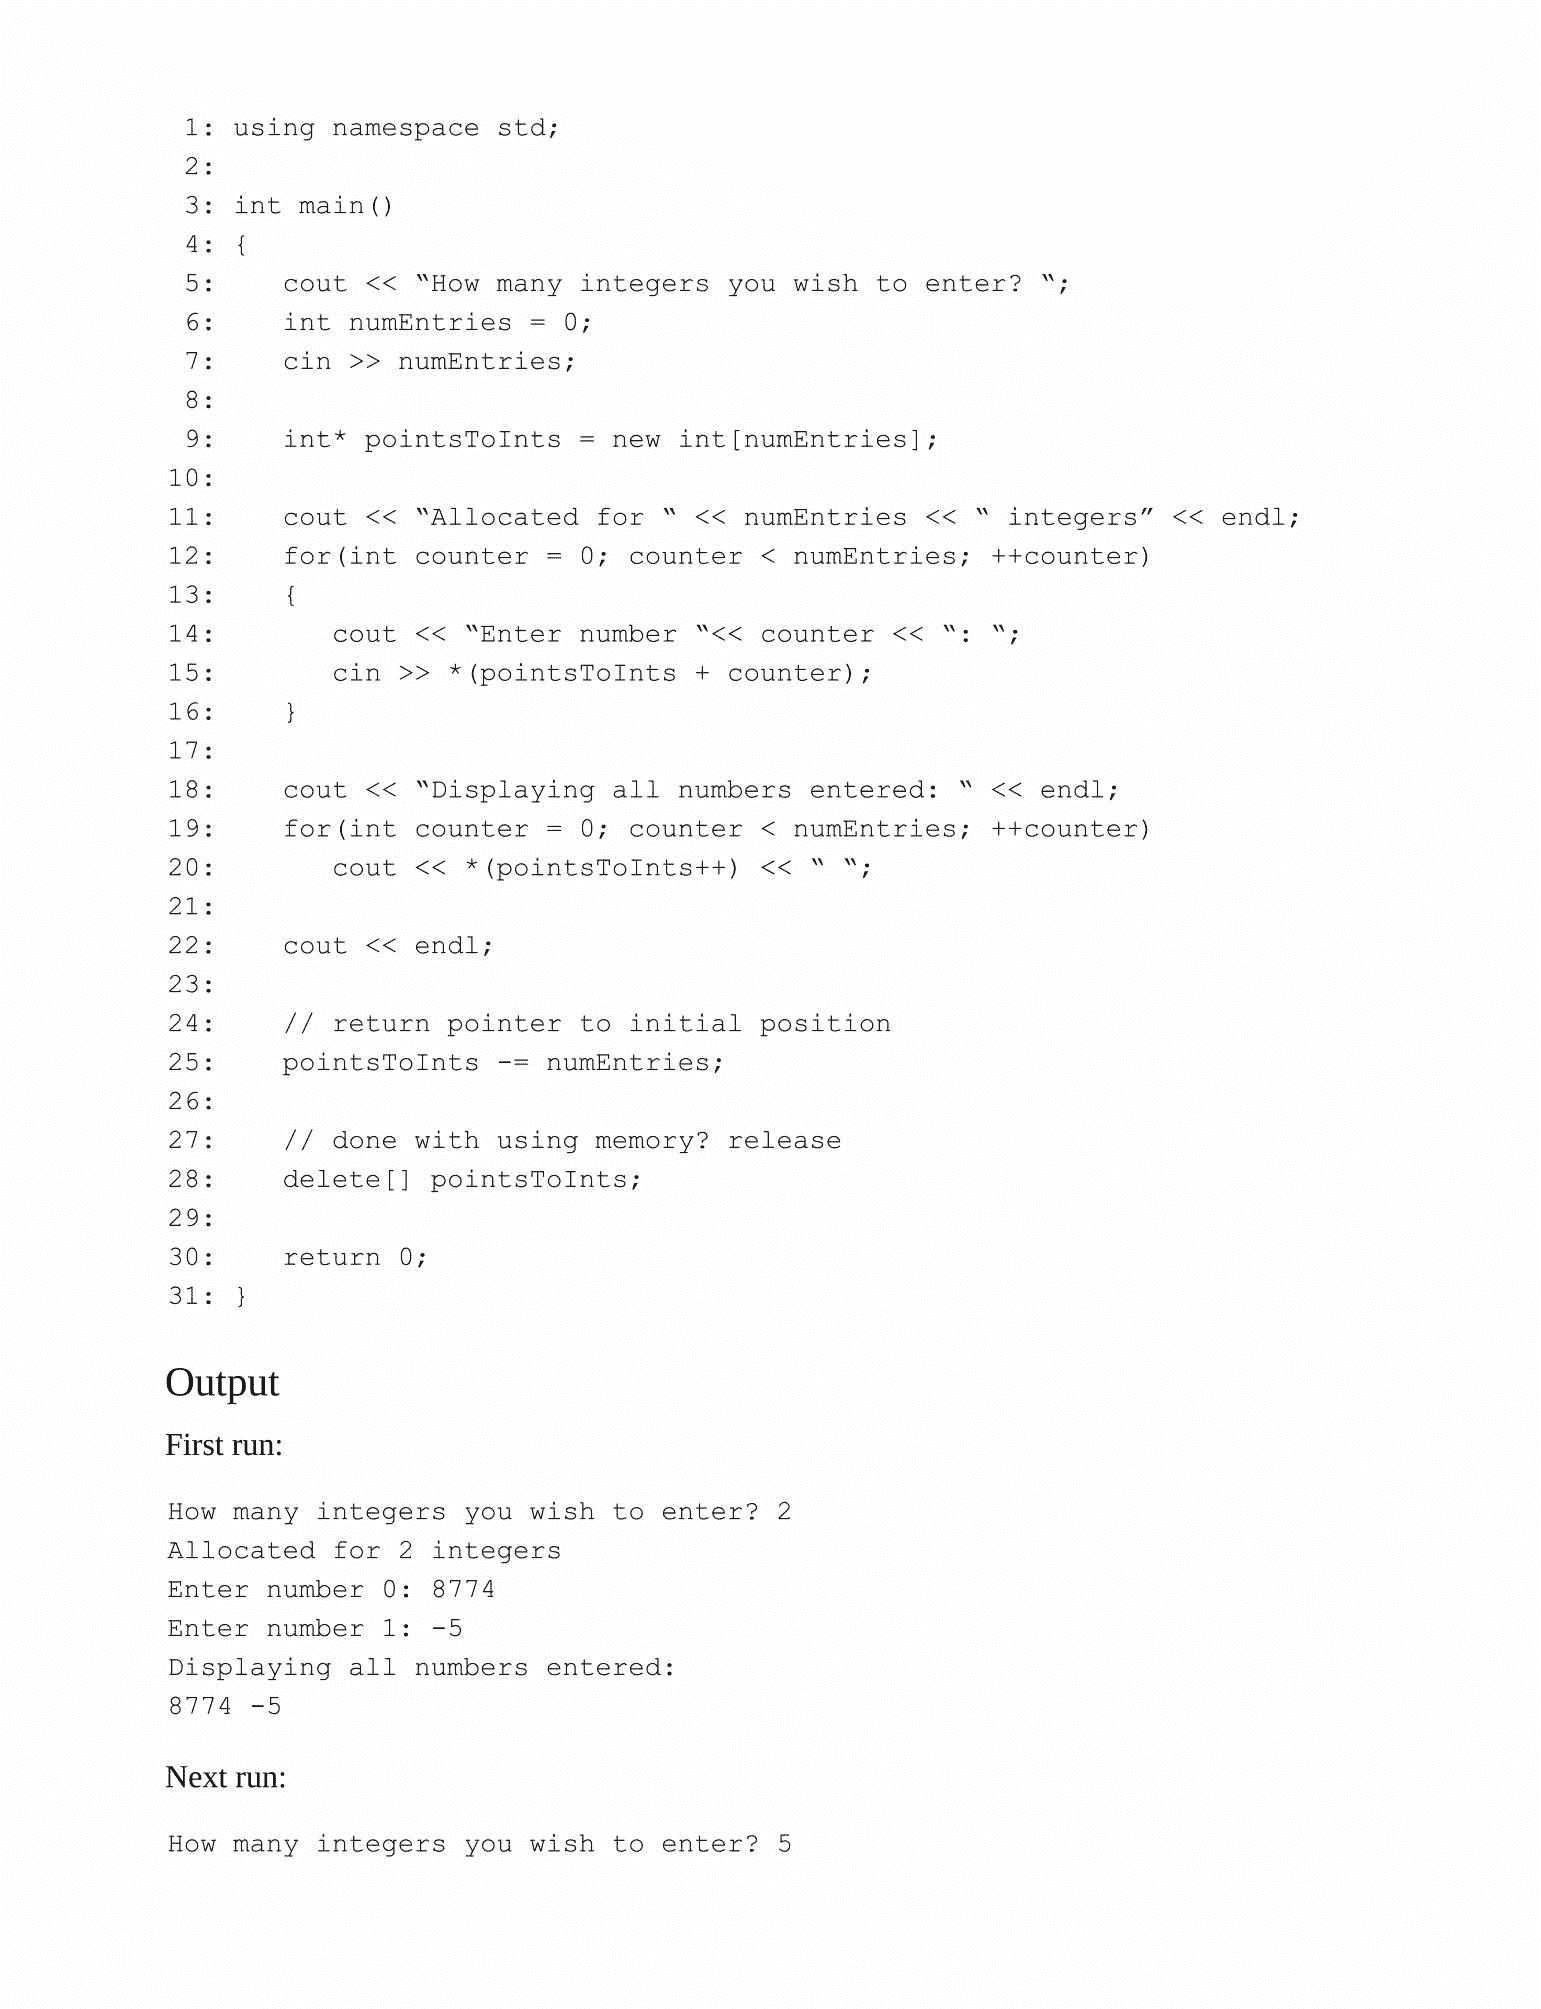 1: using namespace std;
2:
3: int main()
4: {
5:    cout << “How many integers you wish to enter? “;
6:    int numEntries = 0;
7:    cin >> numEntries;
8:
9:    int* pointsToInts = new int[numEntries];
10:
11:    cout << “Allocated for “ << numEntries << “ integers” << endl;
12:    for(int counter = 0; counter < numEntries; ++counter)
13:    {
14:       cout << “Enter number “<< counter << “: “;
15:       cin >> *(pointsToInts + counter);
16:    }
17:
18:    cout << “Displaying all numbers entered: “ << endl;
19:    for(int counter = 0; counter < numEntries; ++counter)
20:       cout << *(pointsToInts++) << “ “;
21:
22:    cout << endl;
23:
24:    // return pointer to initial position
25:    pointsToInts -= numEntries;
26:
27:    // done with using memory? release
28:    delete[] pointsToInts;
29:
30:    return 0;
31: }
Output
First run:
How many integers you wish to enter? 2
Allocated for 2 integers
Enter number 0: 8774
Enter number 1: -5
Displaying all numbers entered:
8774 -5
Next run:
How many integers you wish to enter? 5